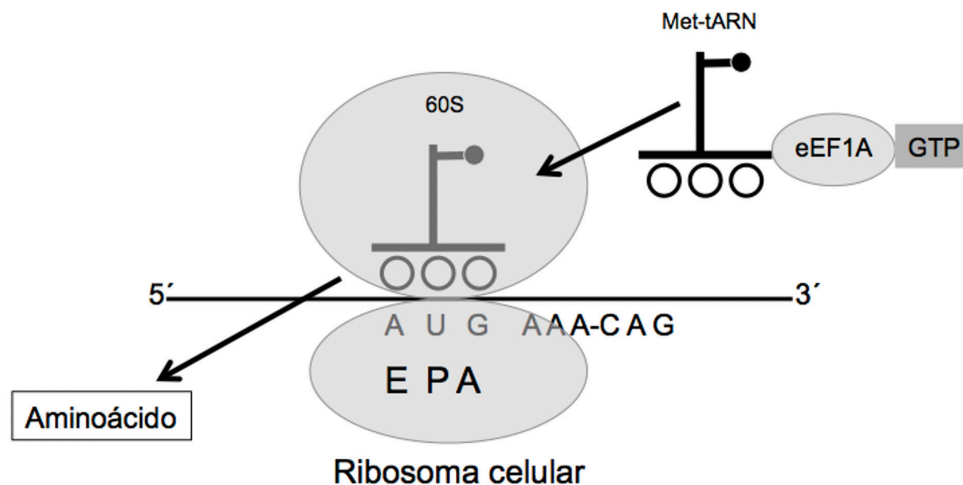 Met-tARN
60S
eEF1A GTP
5´ 3´
A U G A A A-C A G
E P A
Aminoácido
Ribosoma celular